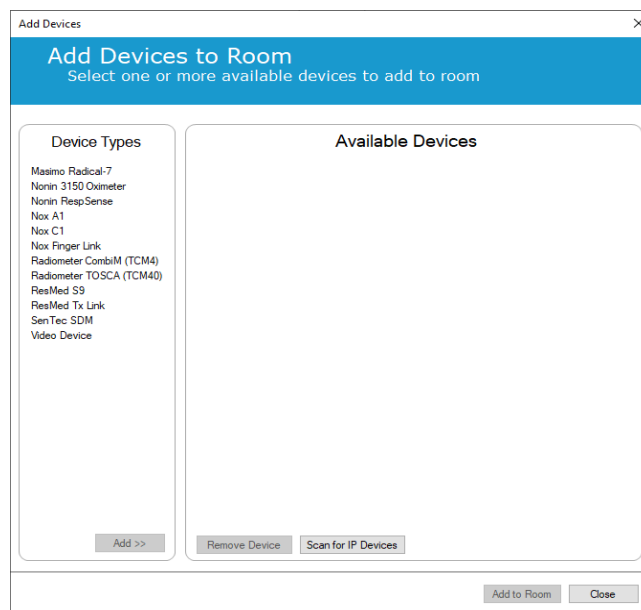 Add Devices
Add Devices to Room
Select one or more available devices to add to room
Device Types
Masimo Radical-7
Nonin 3150 Oximeter
Nonin RespSense
Nox A1
Nox C1
Nox Finger Link
Radiometer CombiM (TCM4)
Radiometer TOSCA (TCM40)
ResMed S9
ResMed Tx Link
SenTec SDM
Video Device
Add >>
Available Devices
Remove Device
Scan for IP Devices
Add to Room
Close